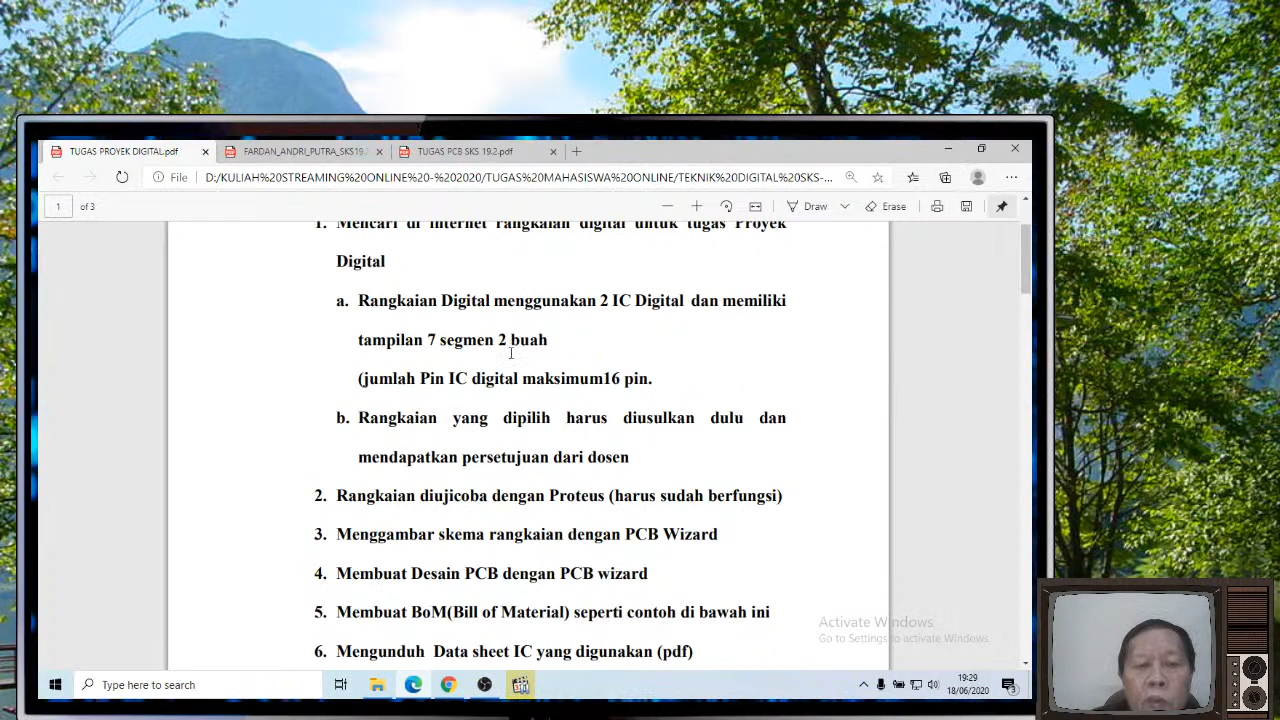 TUGAS PROYEK DIGITAL.pdf
FARDAN_ANDRI_PUTRA_SKS19.
TUGAS PCB SKS 19.2.pdf
File D:/KULIAH%20STREAMING%20ONLINE%20-%202020/TUGAS%20MAHASISWA%20ONLINE/TEKNIK%20DIGITAL%20SKS-...
1 of 3
Draw
Erase
1. Mencari di internet rangkaian digital untuk tugas Proyek
Digital
a. Rangkaian Digital menggunakan 2 IC Digital dan memiliki
tampilan 7 segmen 2 buah
(jumlah Pin IC digital maksimum16 pin.
b. Rangkaian yang dipilih harus diusulkan dulu dan
mendapatkan persetujuan dari dosen
2. Rangkaian diujicoba dengan Proteus (harus sudah berfungsi)
3. Menggambar skema rangkaian dengan PCB Wizard
4. Membuat Desain PCB dengan PCB wizard
5. Membuat BoM(Bill of Material) seperti contoh di bawah ini
6. Mengunduh Data sheet IC yang digunakan (pdf)
Activate Windows
Go to Settings to activate Windows.
Type here to search
19:29
18/06/2020
3